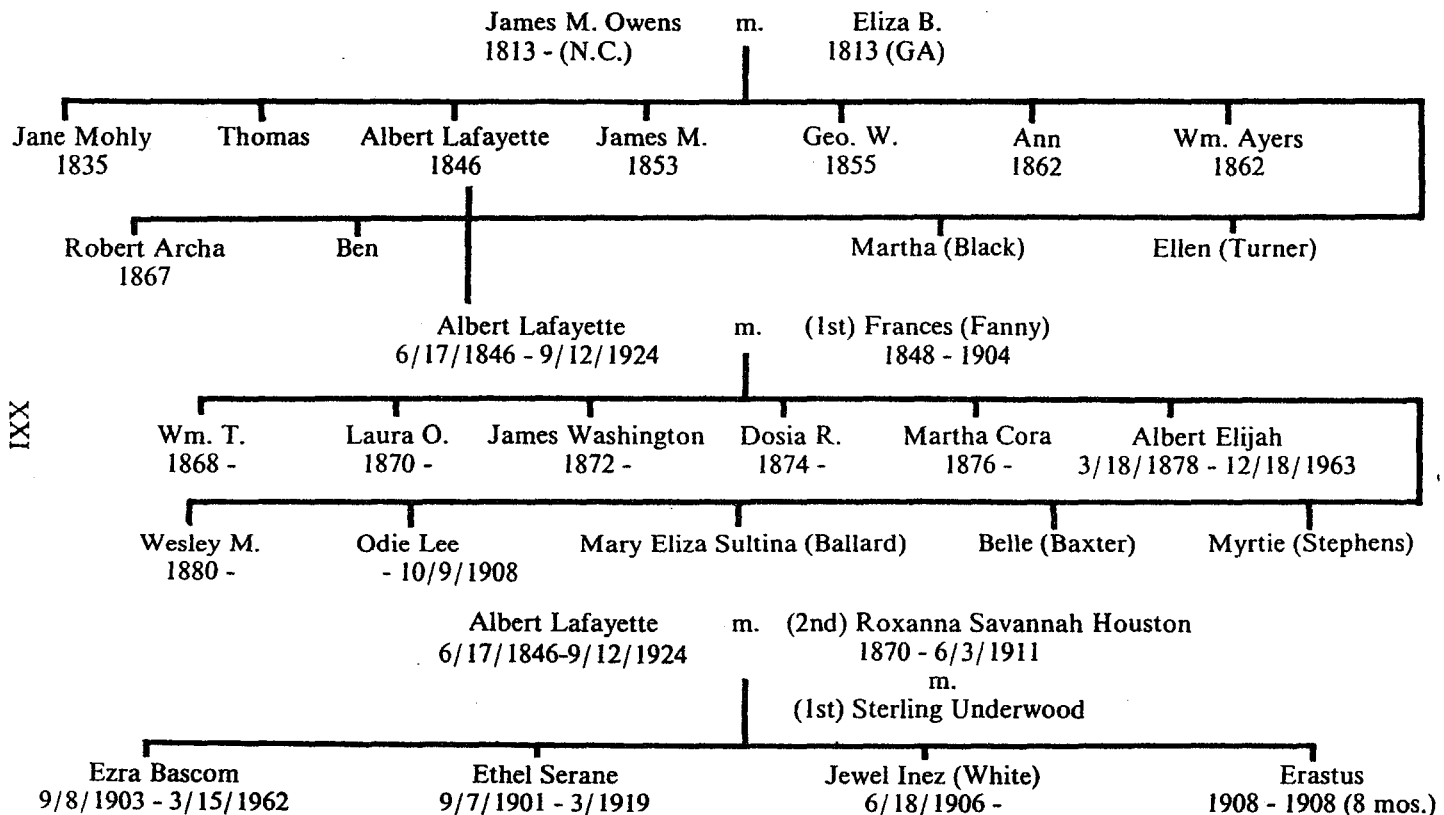 James M. Owens m. Eliza B.
1813 - (N.C.) 1813 (GA)
Jane Mohly Thomas Albert Lafayette James M. Geo. W. Ann Wm. Ayers
1835 1846 1853 1855 1862 1862
Robert Archa Ben Martha (Black) Ellen (Turner)
1867
Albert Lafayette m. (1st) Frances (Fanny)
6/17/1846 - 9/12/1924 1848 - 1904
IXX
Wm. T. Laura O. James Washington Dosia R. Martha Cora Albert Elijah
1868 - 1870 - 1872 - 1874 - 1876 - 3/18/1878 - 12/18/1963
Wesley M. Odie Lee Mary Eliza Sultina (Ballard) Belle (Baxter) Myrtie (Stephens)
1880 - - 10/9/1908
Albert Lafayette m. (2nd) Roxanna Savannah Houston
6/17/1846-9/12/1924 1870 - 6/3/1911
m.
(1st) Sterling Underwood
Ezra Bascom Ethel Serane Jewel Inez (White) Erastus
9/8/1903 - 3/15/1962 9/7/1901 - 3/1919 6/18/1906 - 1908 - 1908 (8 mos.)